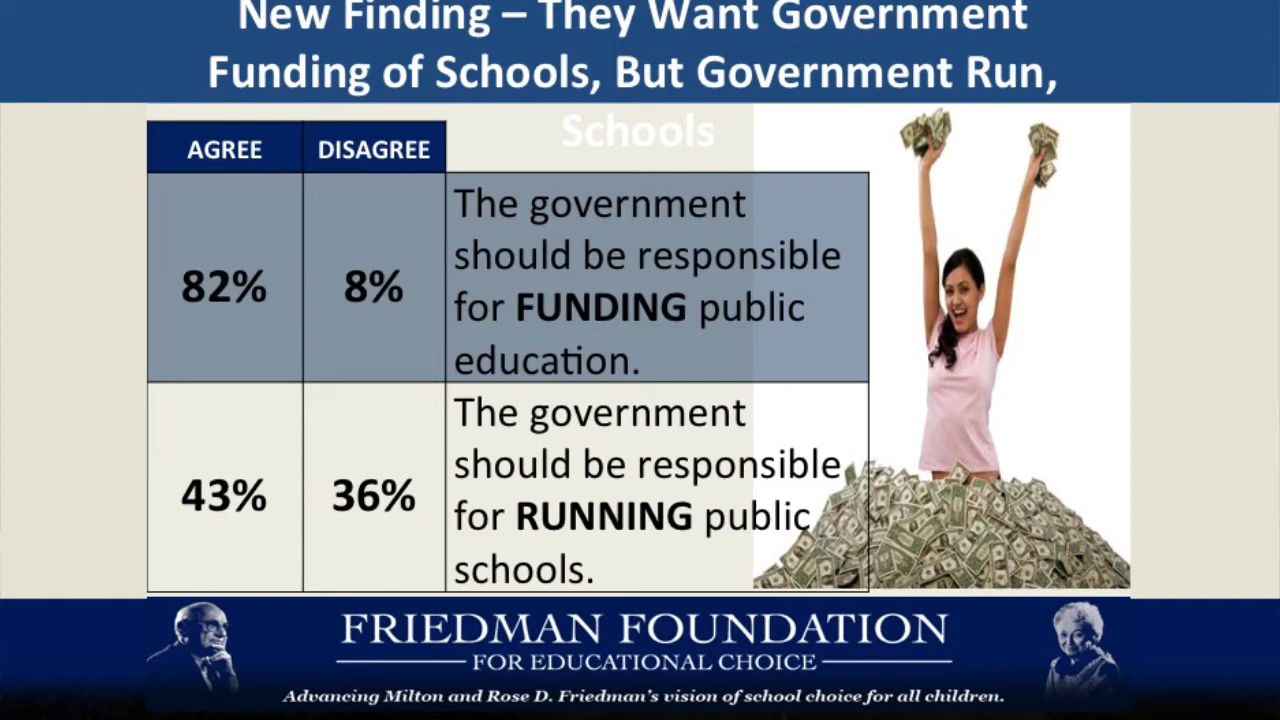 New Finding – They Want Government
Funding of Schools, But Government Run,
Schools
AGREE
DISAGREE
82%
8%
The government
should be responsible
for FUNDING public
education.
43%
36%
The government
should be responsible
for RUNNING public
schools.
FRIEDMAN FOUNDATION
FOR EDUCATIONAL CHOICE
Advancing Milton and Rose D. Friedman's vision of school choice for all children.